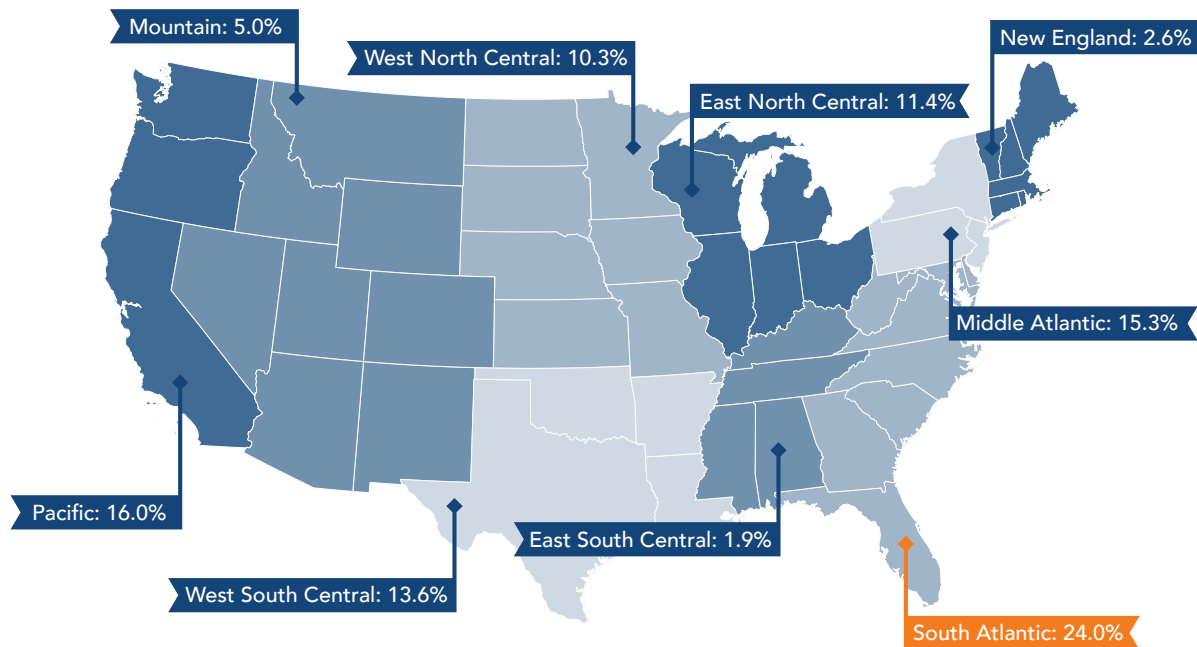 Mountain: 5.0%
New England: 2.6%
West North Central: 10.3%
East North Central: 11.4%
Middle Atlantic: 15.3%
Pacific: 16.0%
East South Central: 1.9%
West South Central: 13.6%
South Atlantic: 24.0%